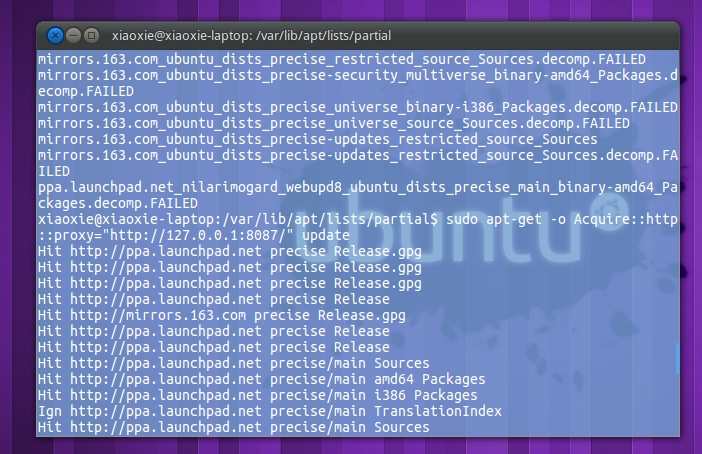 xiaoxie@xiaoxie-laptop: /var/lib/apt/lists/partial
mirrors.163.com_ubuntu_dists_precise_restricted_source_Sources.decomp.FAILED
mirrors.163.com_ubuntu_dists_precise-security_multiverse_binary-amd64_Packages.d
ecomp.FAILED
mirrors.163.com_ubuntu_dists_precise_universe_binary-i386_Packages.decomp.FAILED
mirrors.163.com_ubuntu_dists_precise_universe_source_Sources.decomp.FAILED
mirrors.163.com_ubuntu_dists_precise-updates_restricted_source_Sources
mirrors.163.com_ubuntu_dists_precise-updates_restricted_source_Sources.decomp.FA
ILED
ppa.launchpad.net_nilarimogard_webupd8_ubuntu_dists_precise_main_binary-amd64_Pa
ckages.decomp.FAILED
xiaoxie@xiaoxie-laptop:/var/lib/apt/lists/partial$ sudo apt-get -o Acquire::http
::proxy="http://127.0.0.1:8087/" update
Hit http://ppa.launchpad.net precise Release.gpg
Hit http://ppa.launchpad.net precise Release.gpg
Hit http://ppa.launchpad.net precise Release.gpg
Hit http://ppa.launchpad.net precise Release
Hit http://mirrors.163.com precise Release.gpg
Hit http://ppa.launchpad.net precise Release
Hit http://ppa.launchpad.net precise Release
Hit http://ppa.launchpad.net precise/main Sources
Hit http://ppa.launchpad.net precise/main amd64 Packages
Hit http://ppa.launchpad.net precise/main i386 Packages
Ign http://ppa.launchpad.net precise/main TranslationIndex
Hit http://ppa.launchpad.net precise/main Sources
ubuntu